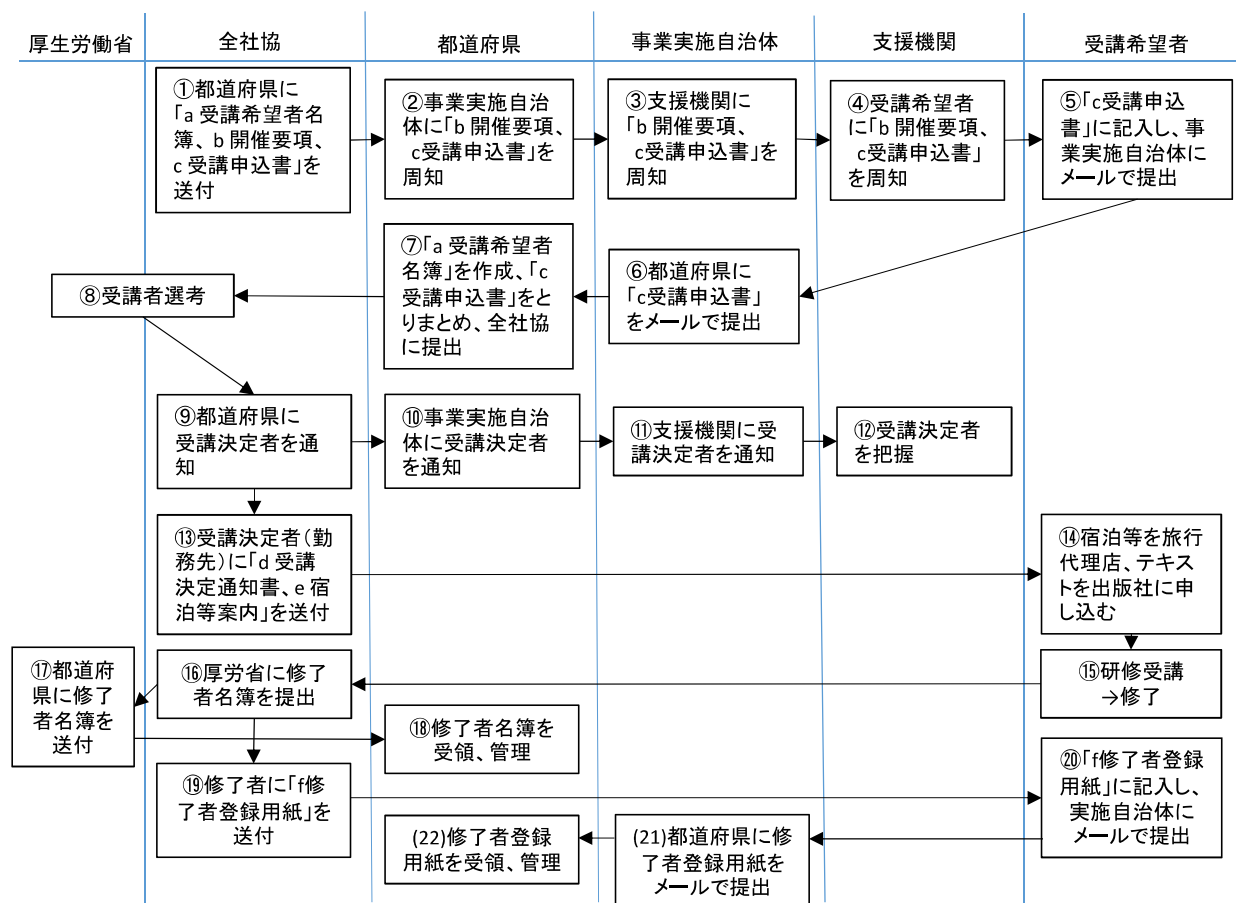 厚生労働省
全社協
都道府県
事業実施自治体
支援機関
受講希望者
①都道府県に
「a 受講希望者名
簿、b 開催要項、
c 受講申込書」を
送付
②事業実施自治
体に「b 開催要項、
c受講申込書」を
周知
③支援機関に
「b 開催要項、
c受講申込書」を
周知
④受講希望者
に「b 開催要項、
c受講申込書」
を周知
⑤「c受講申込
書」に記入し、事
業実施自治体に
メールで提出
⑥都道府県に
「c受講申込書」
をメールで提出
⑦「a 受講希望者
名簿」を作成、「c
受講申込書」をと
りまとめ、全社協
に提出
⑧受講者選考
⑨都道府県に
受講決定者を通
知
⑩事業実施自治
体に受講決定者
を通知
⑪支援機関に受
講決定者を通知
⑫受講決定者
を把握
⑬受講決定者(勤
務先)に「d 受講
決定通知書、e 宿
泊等案内」を送付
⑭宿泊等を旅行
代理店、テキス
トを出版社に申
し込む
⑮研修受講
→修了
⑯厚労省に修了
者名簿を提出
⑰都道府
県に修了
者名簿を
送付
⑱修了者名簿を
受領、管理
⑲修了者に「f修
了者登録用紙」を
送付
⑳「f修了者登録
用紙」に記入し、
実施自治体に
メールで提出
(21)都道府県に修
了者登録用紙を
メールで提出
(22)修了者登録
用紙を受領、管理